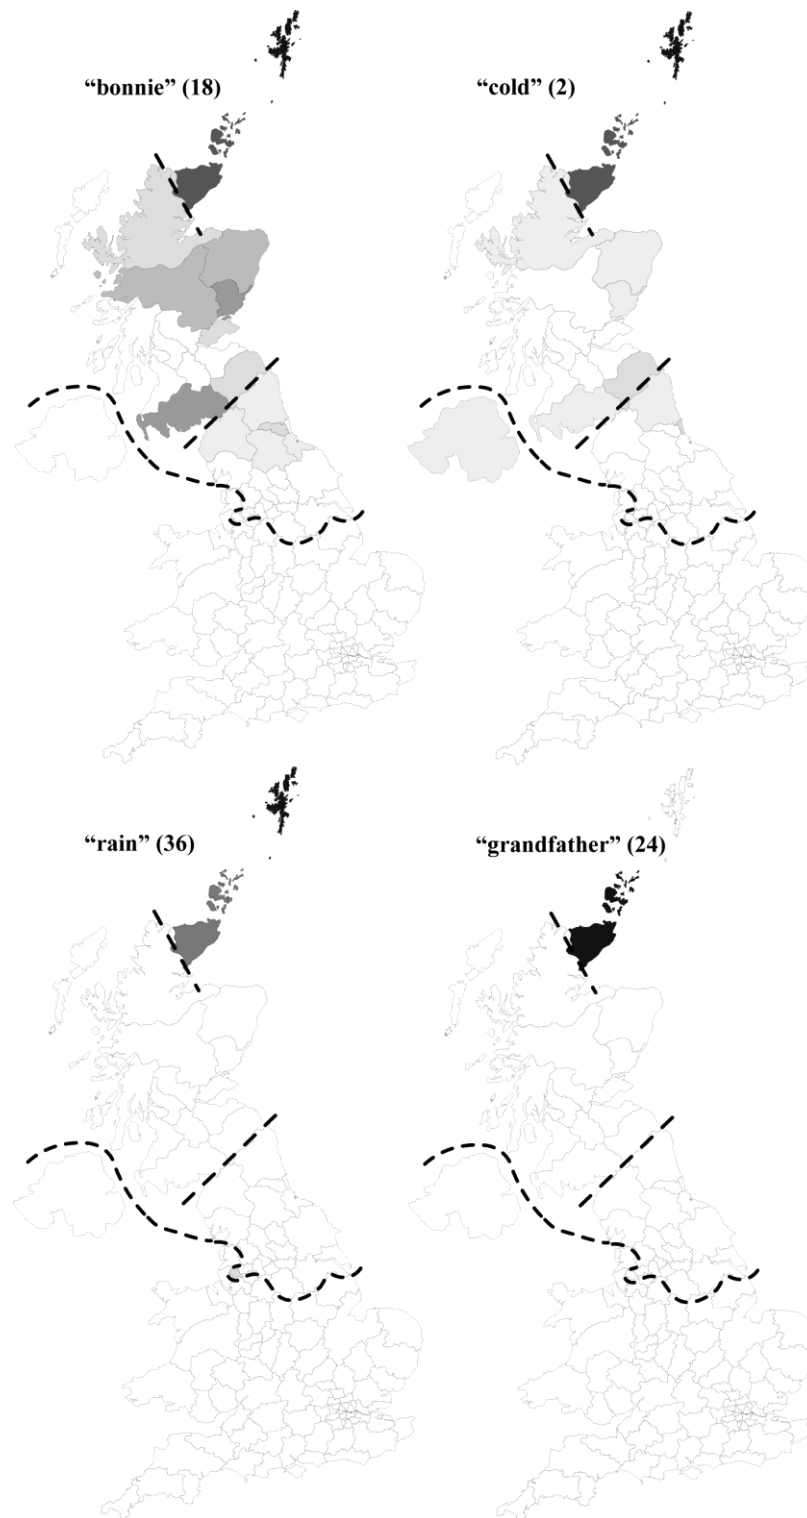 “bonnie” (18)
“cold” (2)
“rain” (36)
“grandfather” (24)